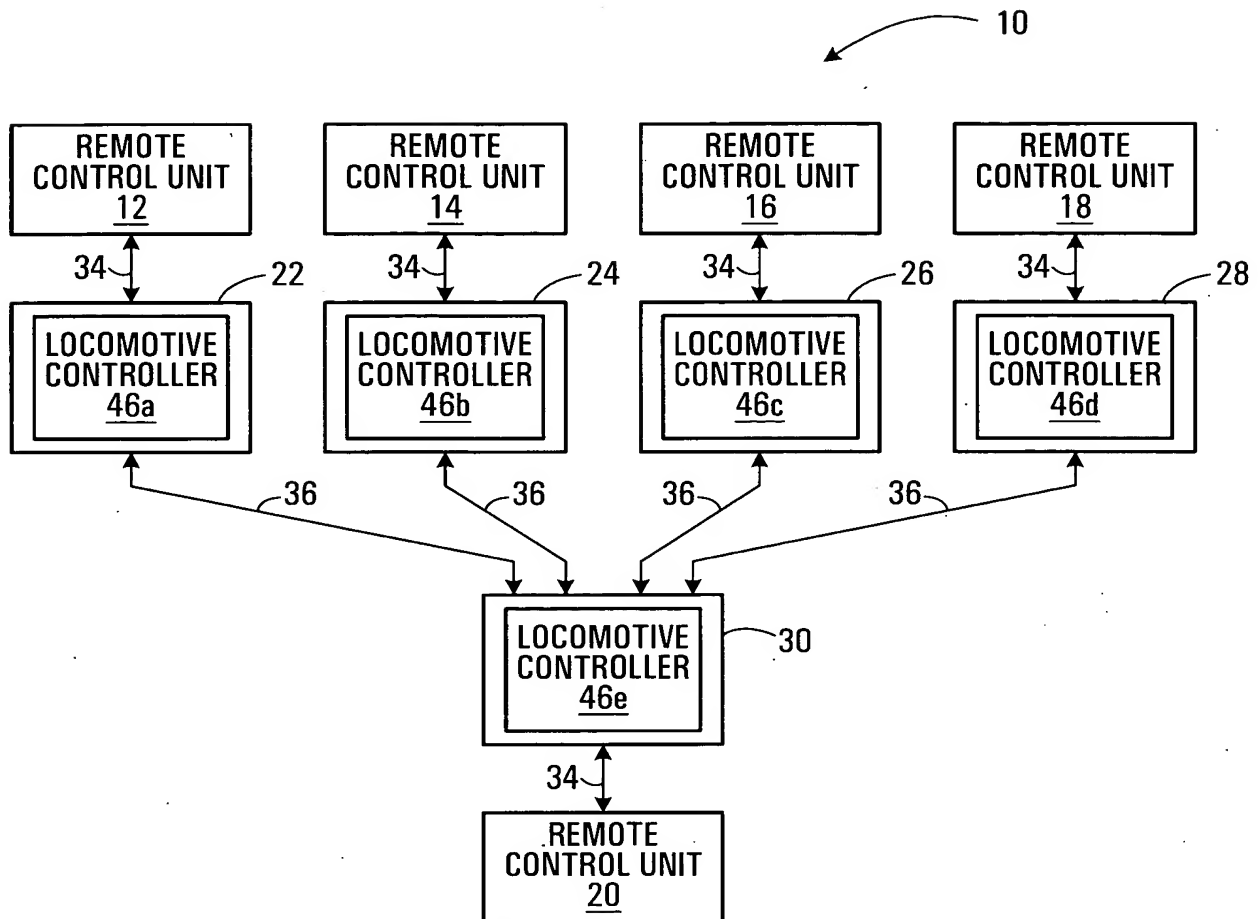 10
REMOTE
CONTROL UNIT
12
REMOTE
CONTROL UNIT
14
REMOTE
CONTROL UNIT
16
REMOTE
CONTROL UNIT
18
34
22
34
24
34
26
34
28
LOCOMOTIVE
CONTROLLER
46a
LOCOMOTIVE
CONTROLLER
46b
LOCOMOTIVE
CONTROLLER
46c
LOCOMOTIVE
CONTROLLER
46d
36
36
36
36
LOCOMOTIVE
CONTROLLER
46e
30
34
REMOTE
CONTROL UNIT
20